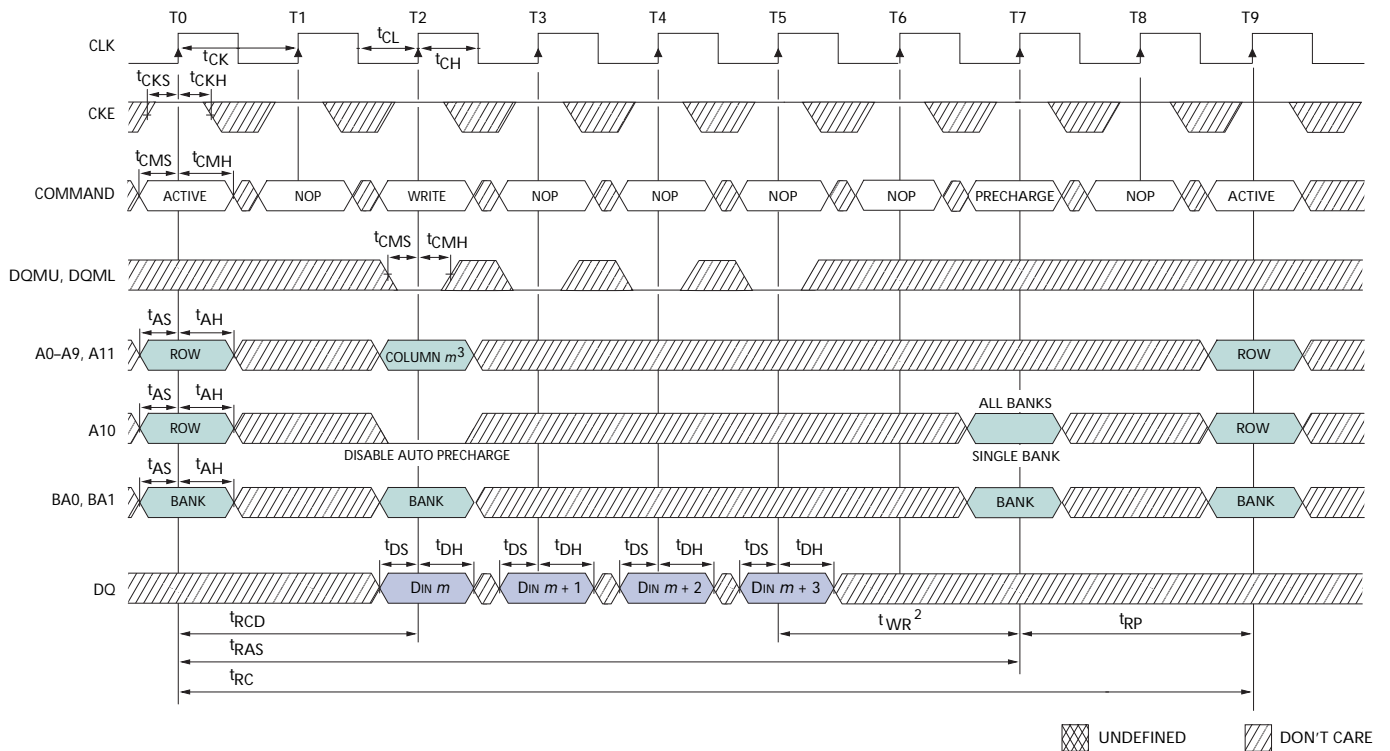 T0 T1 T2 T3 T4 T5 T6 T7 T8 T9
CLK
tCK
tCL
tCH
tCKS tCKH
CKE
tCMS tCMH
COMMAND ACTIVE NOP WRITE NOP NOP NOP NOP PRECHARGE NOP ACTIVE
tCMS tCMH
DQMU, DQML
tAS tAH
A0–A9, A11 ROW COLUMN m3 ROW
tAS tAH
ALL BANKS
A10 ROW ROW
DISABLE AUTO PRECHARGE SINGLE BANK
tAS tAH
BA0, BA1 BANK BANK BANK BANK
tDS tDH tDS tDH tDS tDH tDS tDH
DQ DIN m DIN m + 1 DIN m + 2 DIN m + 3
tRCD tWR2 tRP
tRAS
tRC
UNDEFINED DON'T CARE